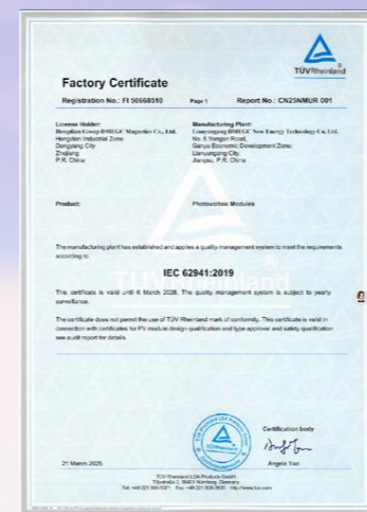 TÜVRheinland
Factory Certificate
Registration No.: FI 50668510 Page 1 Report No.: CN25NMUR 001
License Holder:
Hengdian Group DMEGC Magnetics Co., Ltd.
Hengdian Industrial Zone
Dongyang City
Zhejiang
P.R. China
Manufacturing Plant:
Lianyungang DMEGC New Energy Technology Co., Ltd.
No. 6 Yongan Road,
Ganyu Economic Development Zone,
Lianyungang City,
Jiangsu, P.R. China
Product: Photovoltaic Modules
The manufacturing plant has established and applies a quality management system to meet the requirements
according to
IEC 62941:2019
This certificate is valid until 6 March 2028. The quality management system is subject to yearly
surveillance.
The certificate does not permit the use of TÜV Rheinland mark of conformity. This certificate is valid in
connection with certificates for PV module design qualification and type approval and safety qualification
see audit report for details.
Certification body
21 March 2025
Angela Yao
TÜV Rheinland LGA Products GmbH,
Tillystraße 2, 90431 Nürnberg, Germany